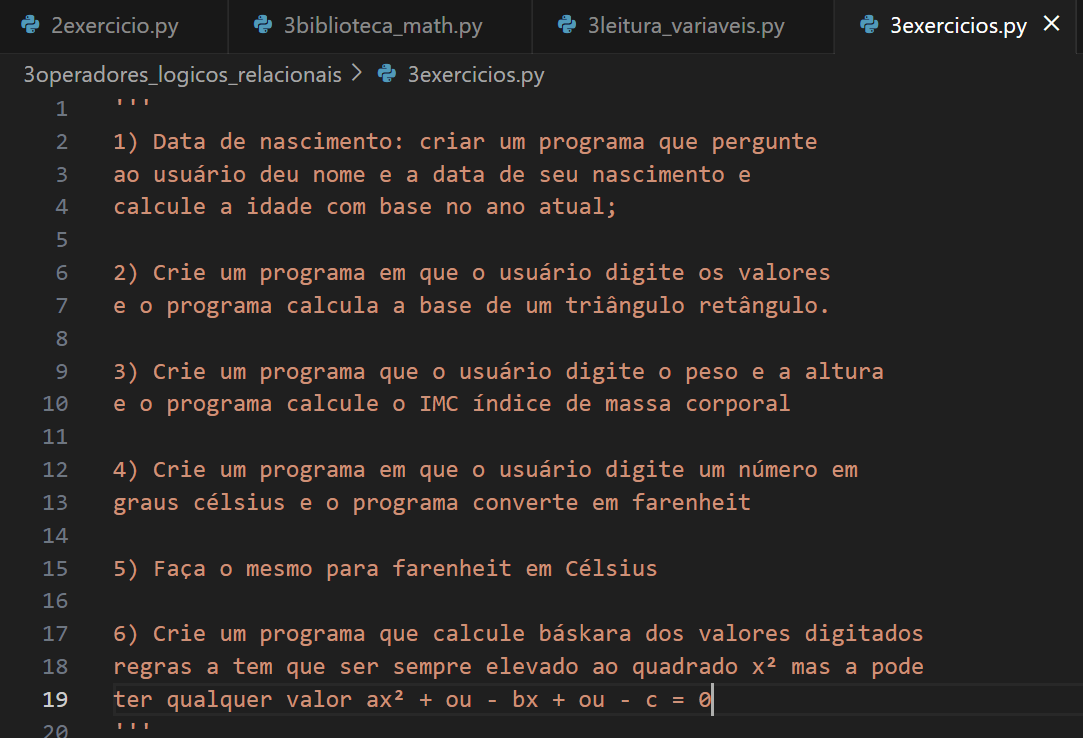 2exercicio.py 3biblioteca_math.py 3leitura_variaveis.py 3exercicios.py
3operadores_logicos_relacionais > 3exercicios.py
1 '''
2 1) Data de nascimento: criar um programa que pergunte
3 ao usuário deu nome e a data de seu nascimento e
4 calcule a idade com base no ano atual;
5
6 2) Crie um programa em que o usuário digite os valores
7 e o programa calcula a base de um triângulo retângulo.
8
9 3) Crie um programa que o usuário digite o peso e a altura
10 e o programa calcule o IMC índice de massa corporal
11
12 4) Crie um programa em que o usuário digite um número em
13 graus célsius e o programa converte em farenheit
14
15 5) Faça o mesmo para farenheit em Célsius
16
17 6) Crie um programa que calcule báskara dos valores digitados
18 regras a tem que ser sempre elevado ao quadrado x² mas a pode
19 ter qualquer valor ax² + ou - bx + ou - c = 0
20 '''